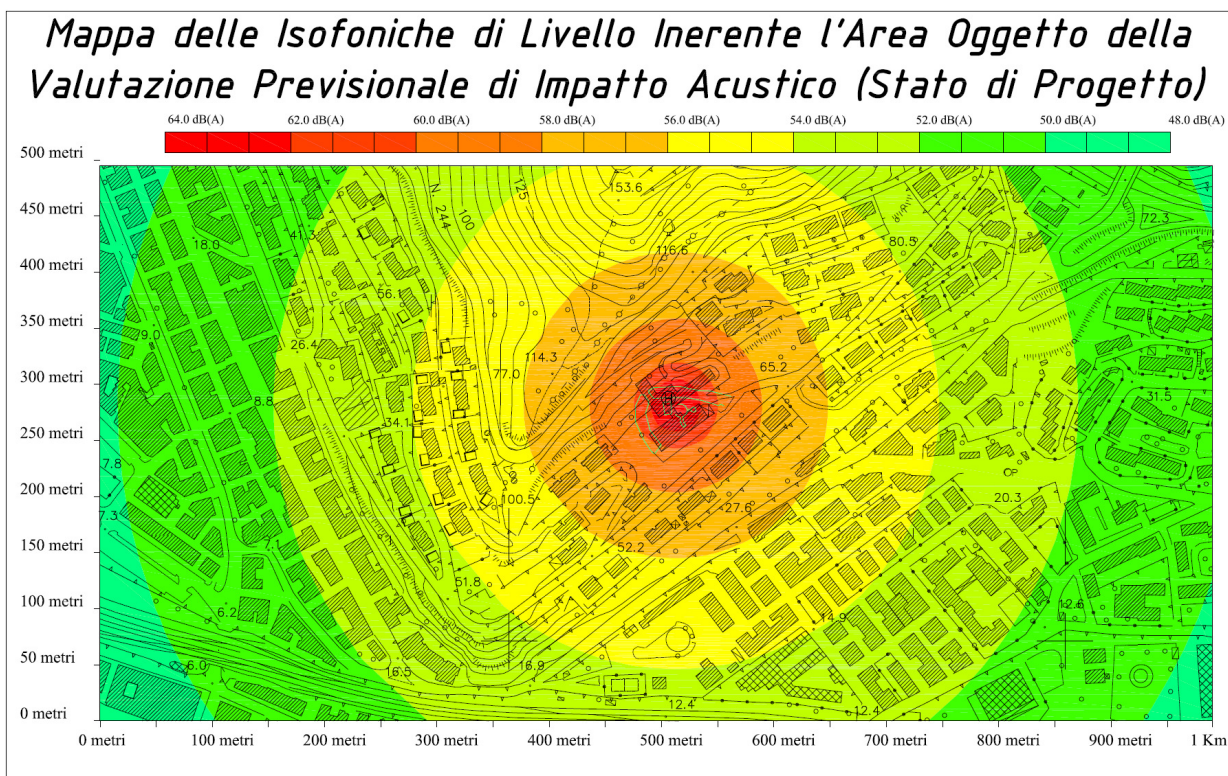 Mappa delle Isofoniche di Livello Inerente l'Area Oggetto della
Valutazione Previsionale di Impatto Acustico (Stato di Progetto)
64.0 dB(A) 62.0 dB(A) 60.0 dB(A) 58.0 dB(A) 56.0 dB(A) 54.0 dB(A) 52.0 dB(A) 50.0 dB(A) 48.0 dB(A)
500 metri
450 metri
400 metri
350 metri
300 metri
250 metri
200 metri
150 metri
100 metri
50 metri
0 metri
153.6
125
N
244
100
72.3
18.0
41.3
116.6
80.5
56.1
9.0
26.4
114.3
77.0
65.2
8.8
34.1
31.5
7.8
100.5
27.6
20.3
7.3
7.1
52.2
51.8
6.2
12.6
14.9
6.0
16.5
16.9
12.4
12.4
0 metri 100 metri 200 metri 300 metri 400 metri 500 metri 600 metri 700 metri 800 metri 900 metri 1 Km